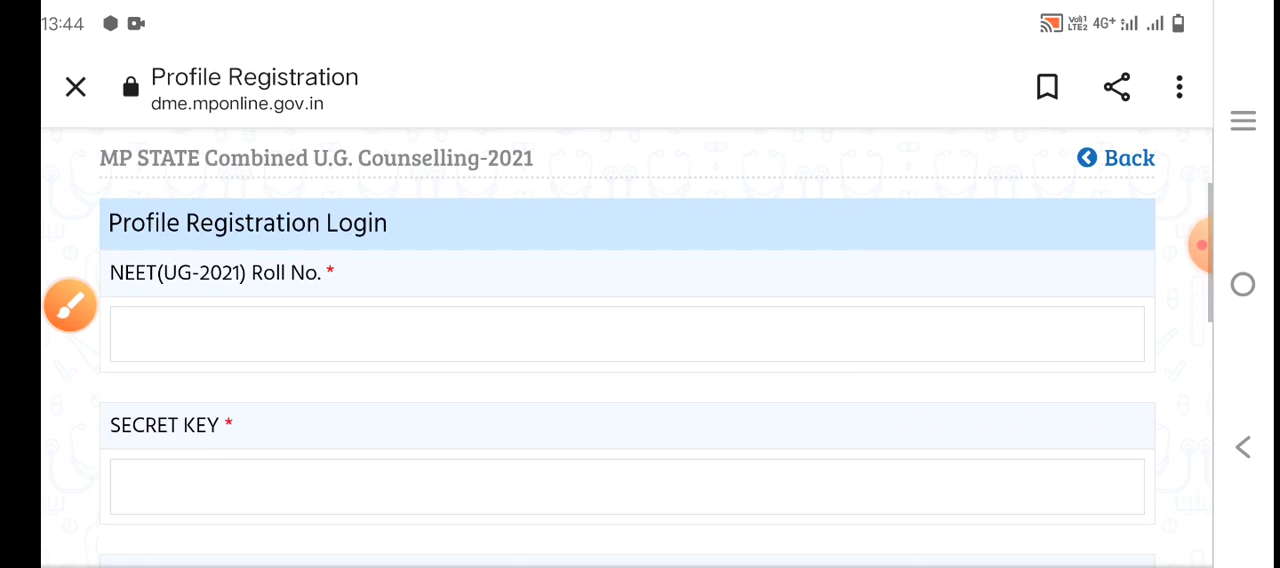 13:44
Vo)) 1
LTE2
4G+
Profile Registration
dme.mponline.gov.in
MP STATE Combined U.G. Counselling-2021
Back
Profile Registration Login
NEET(UG-2021) Roll No. *
SECRET KEY *